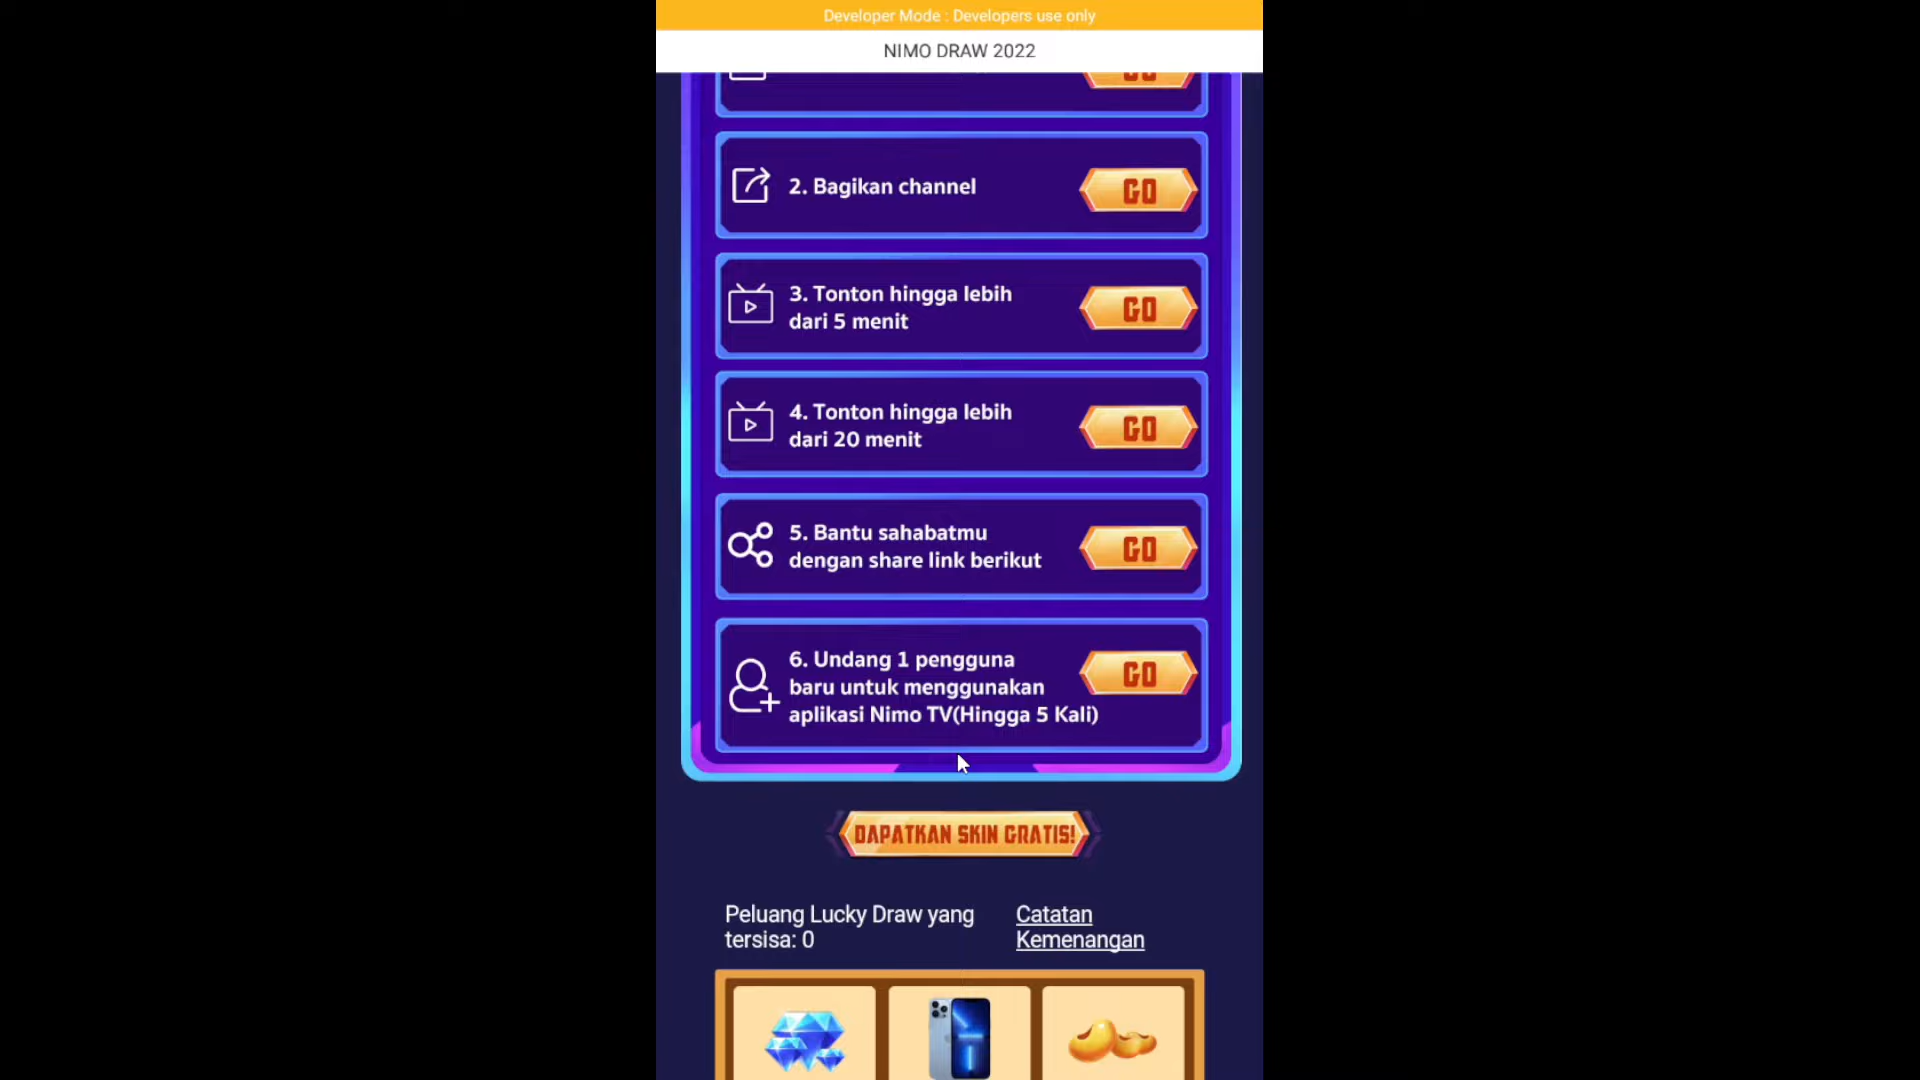 Developer Mode : Developers use only
NIMO DRAW 2022
2. Bagikan channel
GO
3. Tonton hingga lebih
dari 5 menit
GO
4. Tonton hingga lebih
dari 20 menit
GO
5. Bantu sahabatmu
dengan share link berikut
GO
6. Undang 1 pengguna
baru untuk menggunakan
aplikasi Nimo TV(Hingga 5 Kali)
GO
DAPATKAN SKIN GRATIS!
Peluang Lucky Draw yang
tersisa: 0
Catatan
Kemenangan